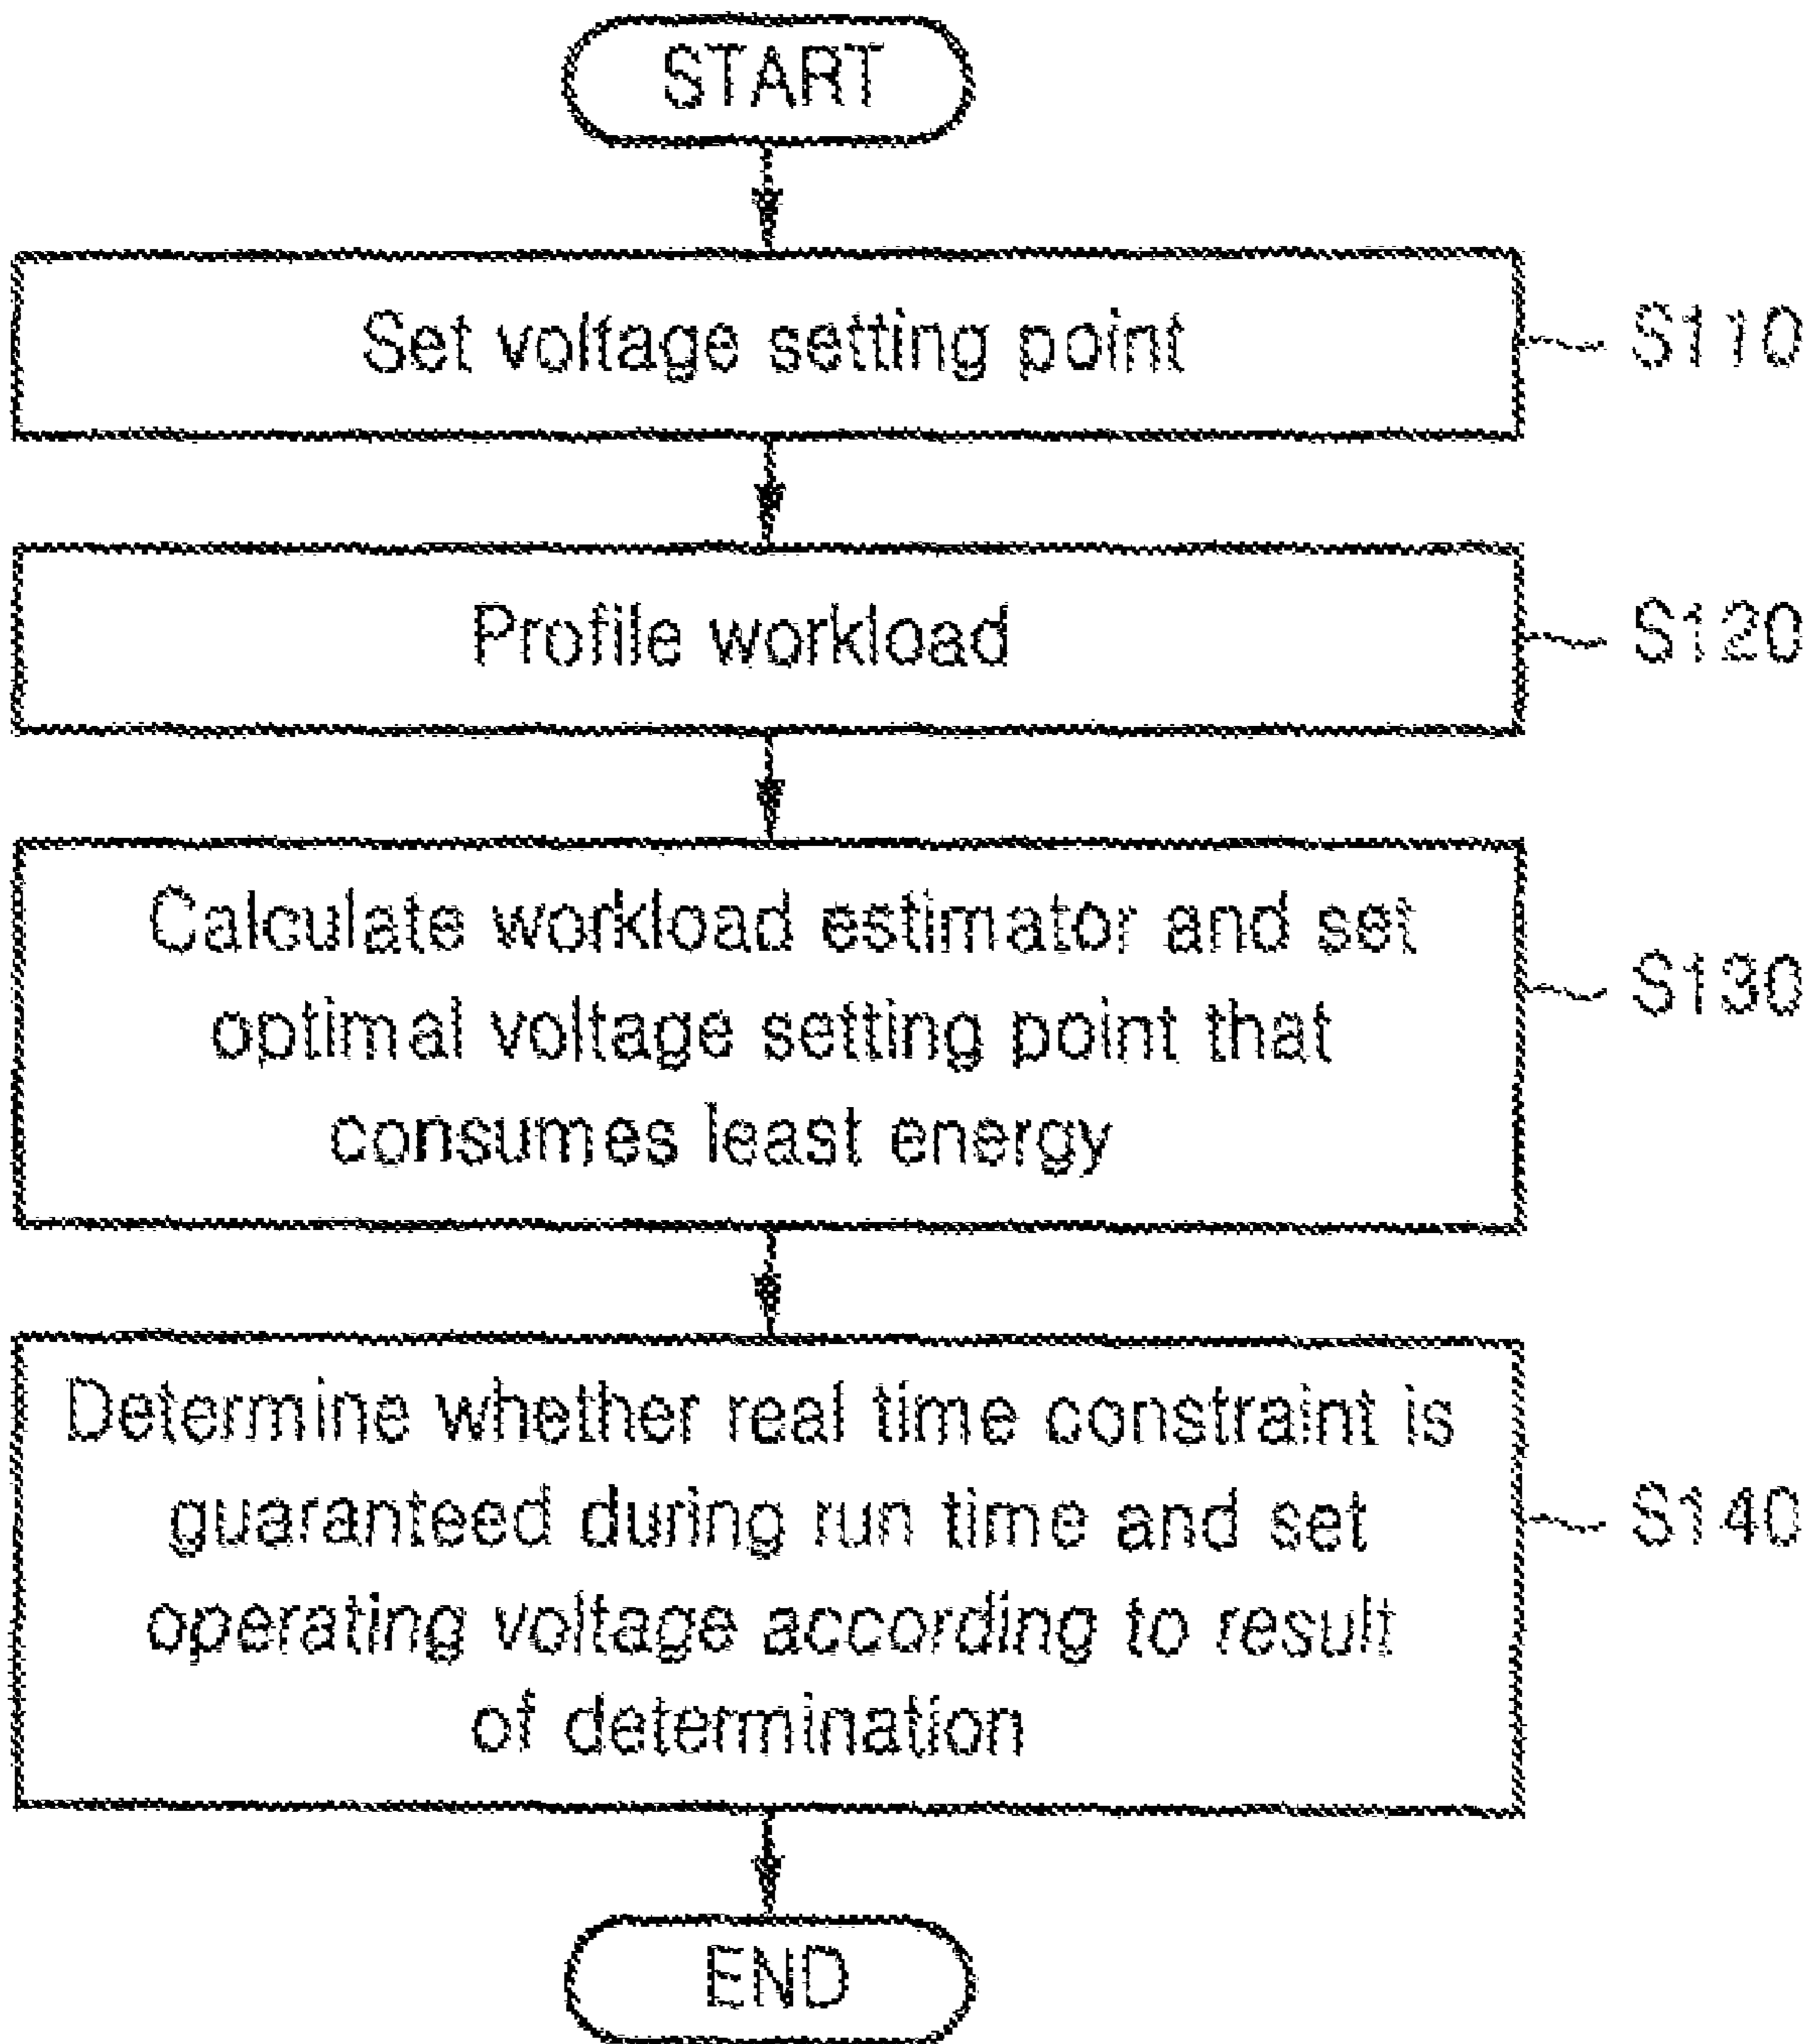 START
Set voltage setting point
S110
Profile workload
S120
Calculate workload estimator and set
optimal voltage setting point that
consumes least energy
S130
Determine whether real time constraint is
guaranteed during run time and set
operating voltage according to result
of determination
S140
END